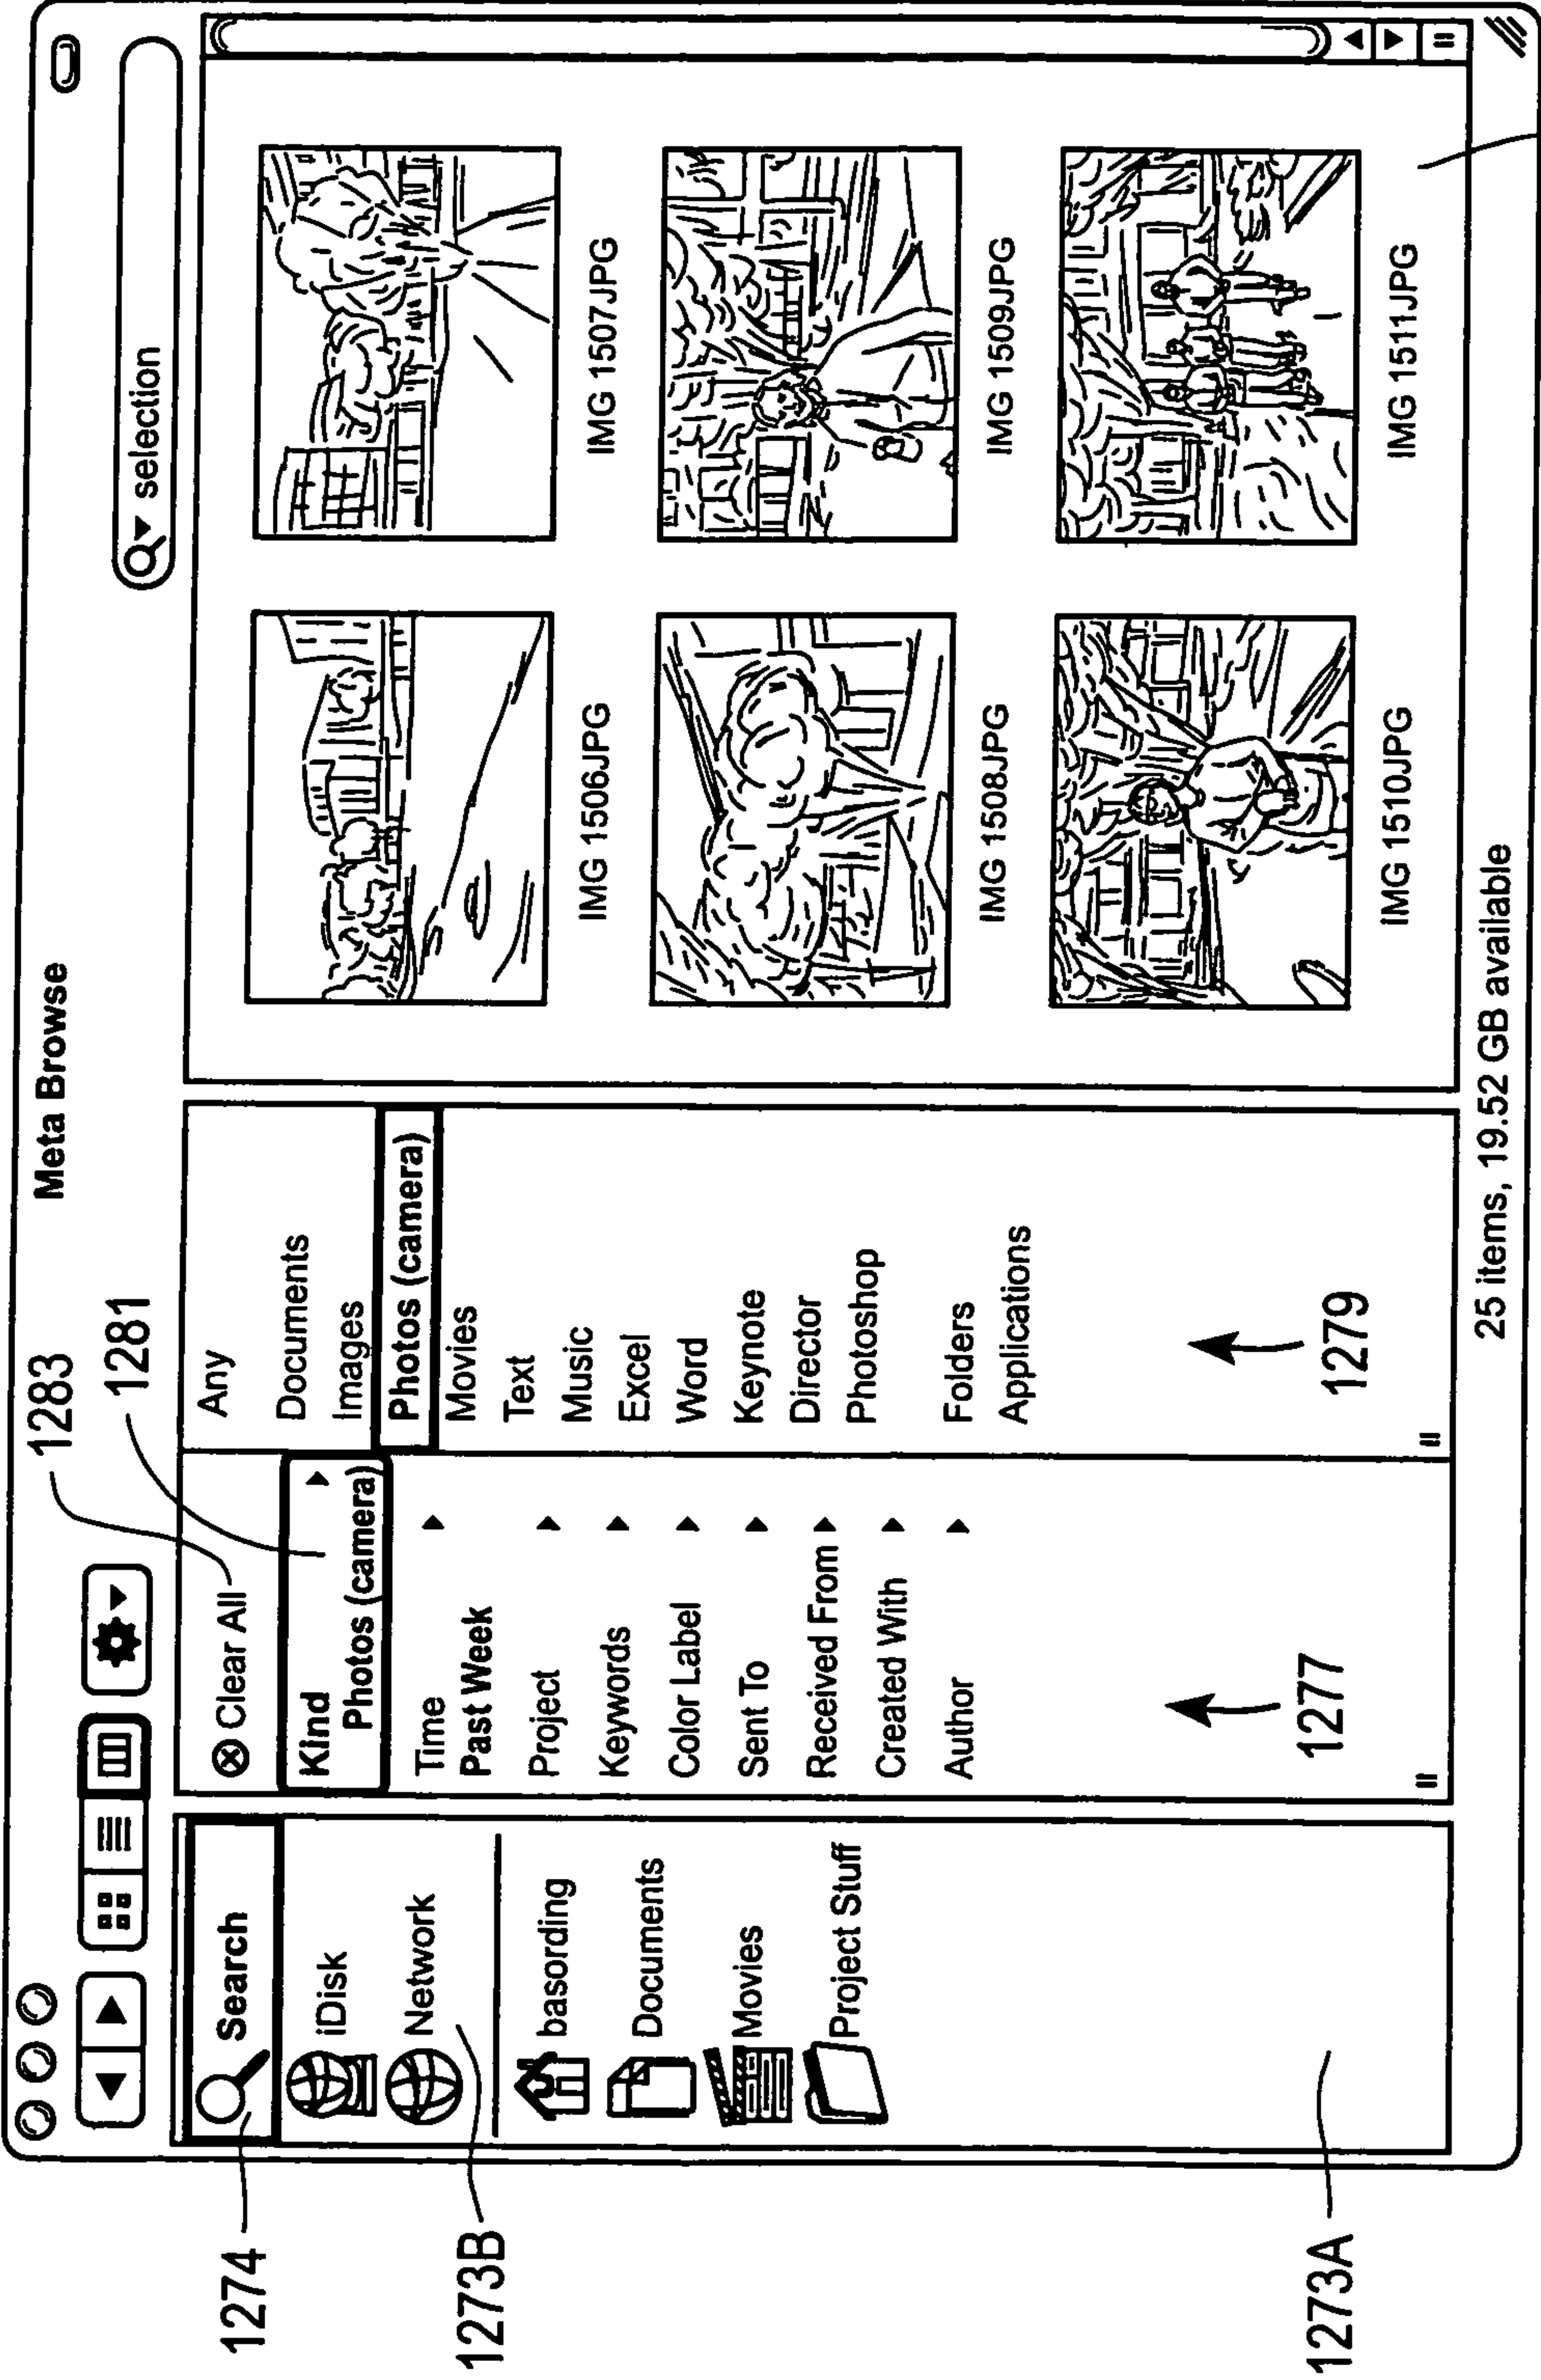 Meta Browse
selection
1283
1281
1274
1273B
1273A
Search
iDisk
Network
basording
Documents
Movies
Project Stuff
Clear All
Kind
Photos (camera)
Time
Past Week
Project
Keywords
Color Label
Sent To
Received From
Created With
Author
1277
Any
Documents
Images
Photos (camera)
Movies
Text
Music
Excel
Word
Keynote
Director
Photoshop
Folders
Applications
1279
IMG 1506JPG
IMG 1507JPG
IMG 1508JPG
IMG 1509JPG
IMG 1510JPG
IMG 1511JPG
25 items, 19.52 GB available